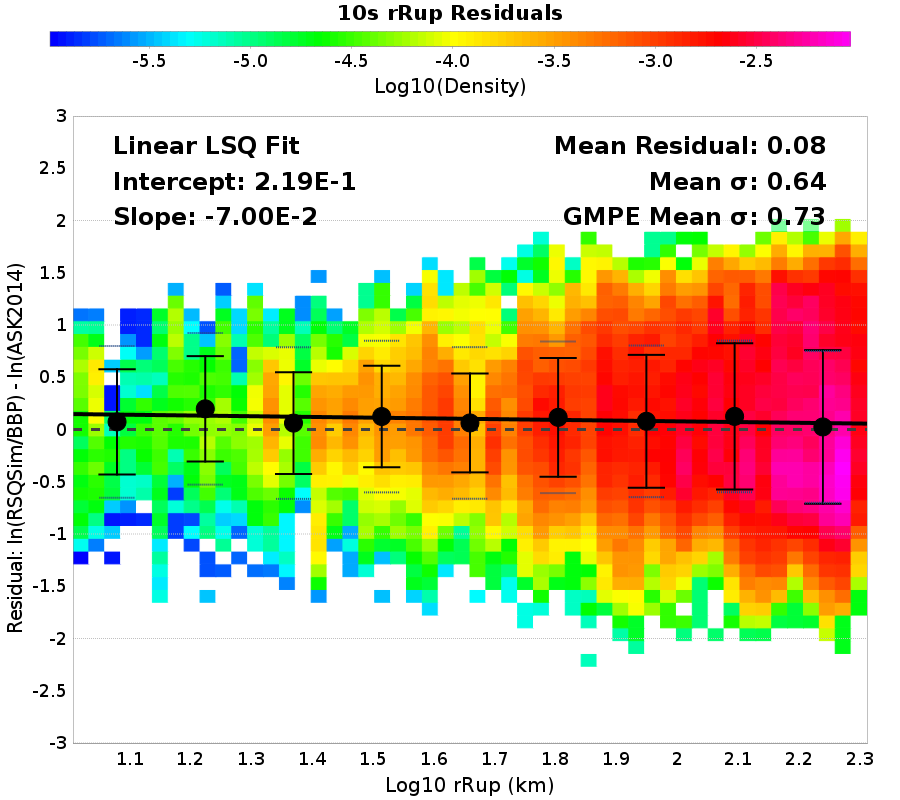 10s rRup Residuals
-5.5 -5.0 -4.5 -4.0 -3.5 -3.0 -2.5
Log10(Density)
Linear LSQ Fit
Intercept: 2.19E-1
Slope: -7.00E-2
Mean Residual: 0.08
Mean σ: 0.64
GMPE Mean σ: 0.73
Residual: ln(RSQSim/BBP) - ln(ASK2014)
3
2.5
2
1.5
1
0.5
0
-0.5
-1
-1.5
-2
-2.5
-3
1.1 1.2 1.3 1.4 1.5 1.6 1.7 1.8 1.9 2 2.1 2.2 2.3
Log10 rRup (km)